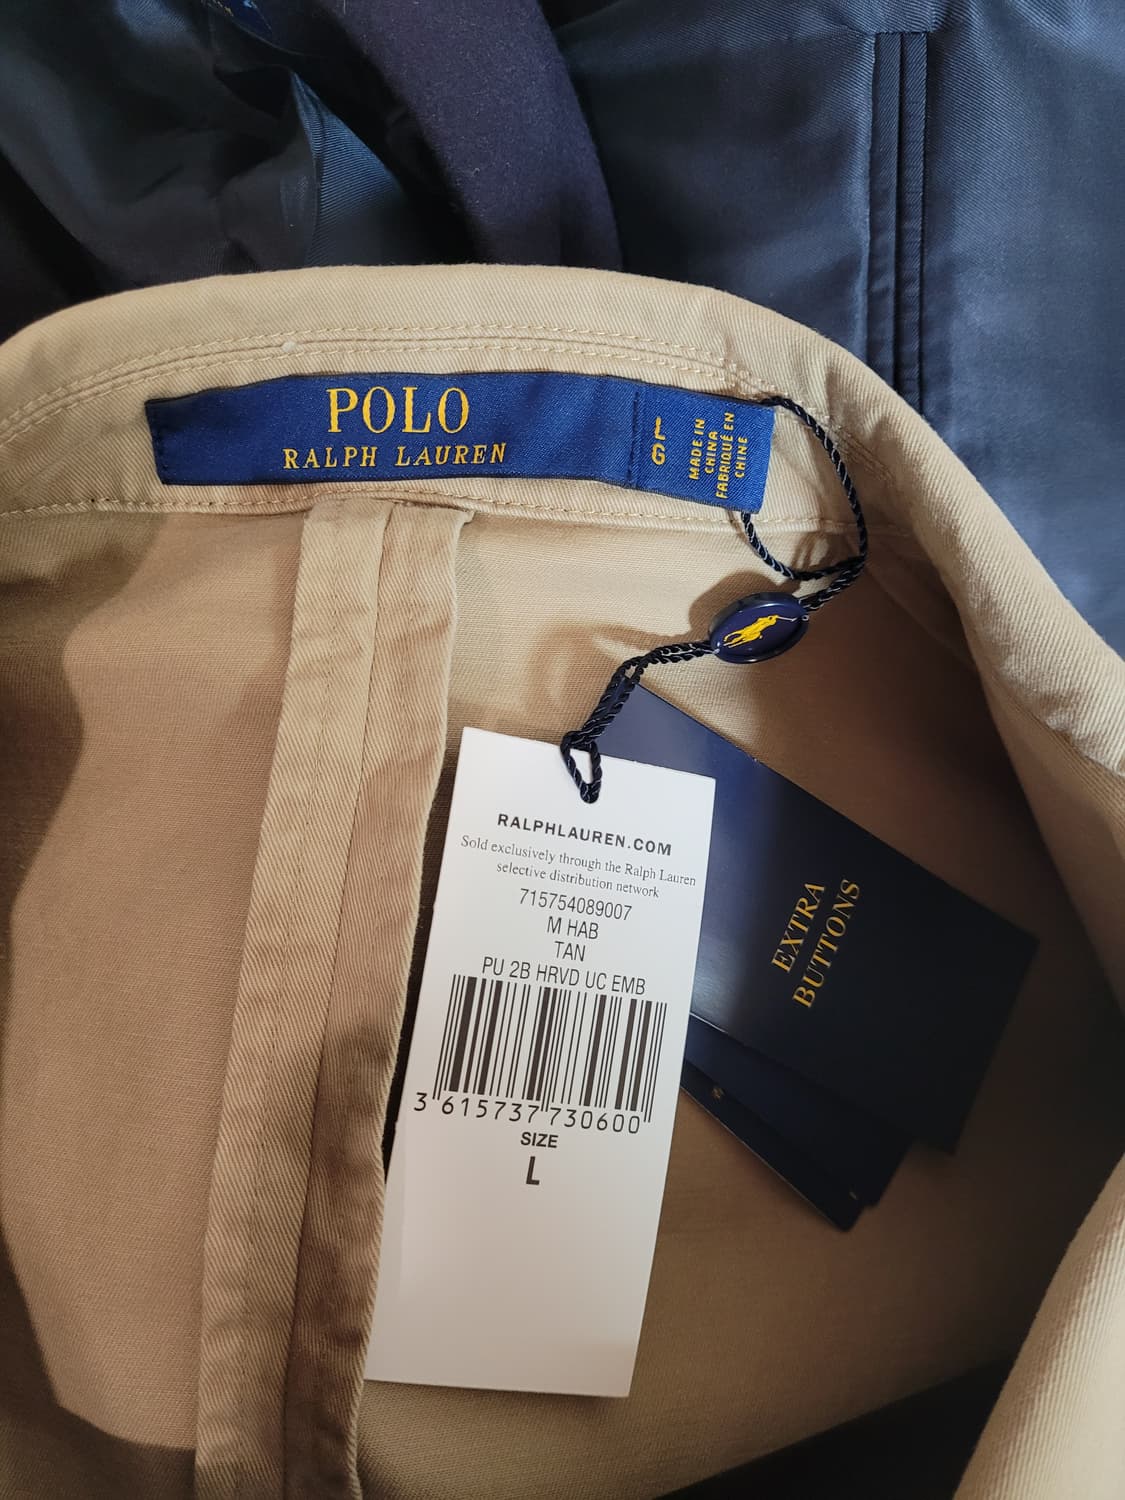 POLO
RALPH LAUREN
L
G
MADE IN
CHINA
FABRIQUÉ EN
CHINE
RALPHLAUREN.COM
Sold exclusively through the Ralph Lauren
selective distribution network
715754089007
M HAB
TAN
PU 2B HRVD UC EMB
3 615737 730600
SIZE
L
EXTRA
BUTTONS